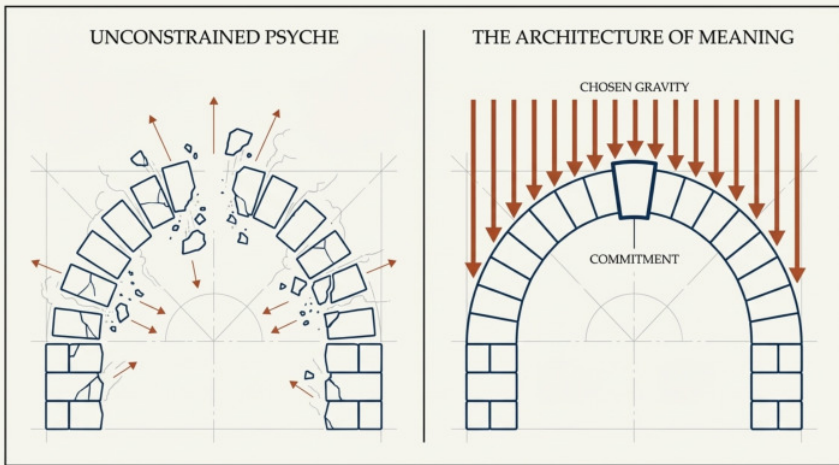 UNCONSTRAINED PSYCHE
THE ARCHITECTURE OF MEANING
CHOSEN GRAVITY
COMMITMENT